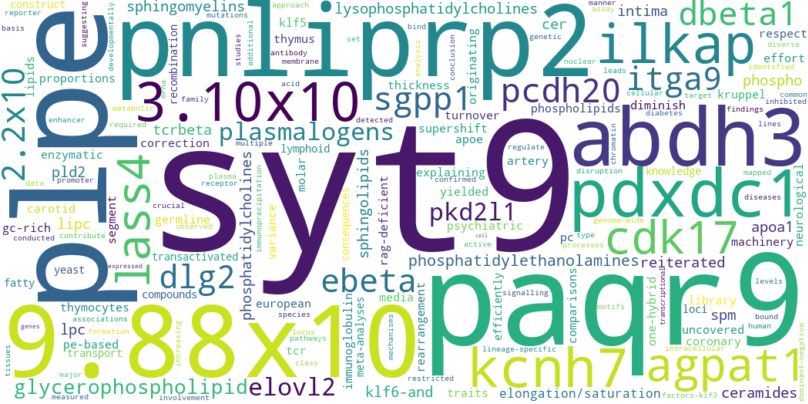 construct
sphingomyelins
approach
lysophosphatidylcholines
manner
assay
dbeta1
reporter
mutations
klf5
cer
bind
intima
basis
suggesting
developmentally
studies
additional
thymus
set
genetic
respect
diverse
lipids
recombination
antibody
membrane
analysis
conclusion
originating
nuclear
ilkap
effort
identified
pnliprp2
proportions
metabolic
acid
thickness
leads
cellular
target
kruppel
common
inhibited
2.2x10
plpe
enhancer
required
family
3.10x10
detected
sgpp1
itga9
phospho
pcdh20
diminish
findings
enzymatic
tcrbeta
multiple
plasmalogens
turnover
phospholipids
diabetes
lines
correction
lymphoid
supershift
apoe
regulate
chromatin
abdh3
pld2
data
promoter
lass4
plasma
receptor
molar
explaining
confirmed
artery
syt9
disruption
knowledge
mapped
carotid
lipc
segment
crucial
germline
observed
variance
immunoprecipitation
consequences
sphingolipids
rag-deficient
yielded
pkd2l1
pdxdc1
genome-wide
diseases
neurological
gc-rich
conducted
contribute
transactivated
phosphatidylcholines
psychiatric
cell
active
pc
type
processes
cdk17
apoa1
machinery
yeast
expressed
dlg2
ebeta
phosphatidylethanolamines
reiterated
fatty
compounds
european
species
media
signalling
levels
thymocytes
associations
9.88x10
immunoglobulin
meta-analyses
rearrangement
efficiently
paqr9
comparisons
motifs
one-hybrid
transcriptional
library
loci
spm
bound
human
genes
lpc
formation
locus
pathways
mechanisms
uncovered
coronary
tissues
pe-based
transport
increasing
tcr
class
lineage-specific
kcnh7
agpat1
intracellular
dominant-negative
major
glycerophospholipid
elovl2
restricted
klf6-and
traits
elongation/saturation
factors-klf3
ceramides
measured
involvement